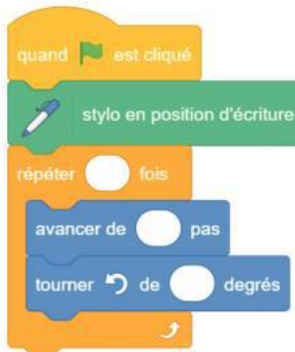 quand est cliqué
stylo en position d'écriture
répéter fois
avancer de pas
tourner de degrés